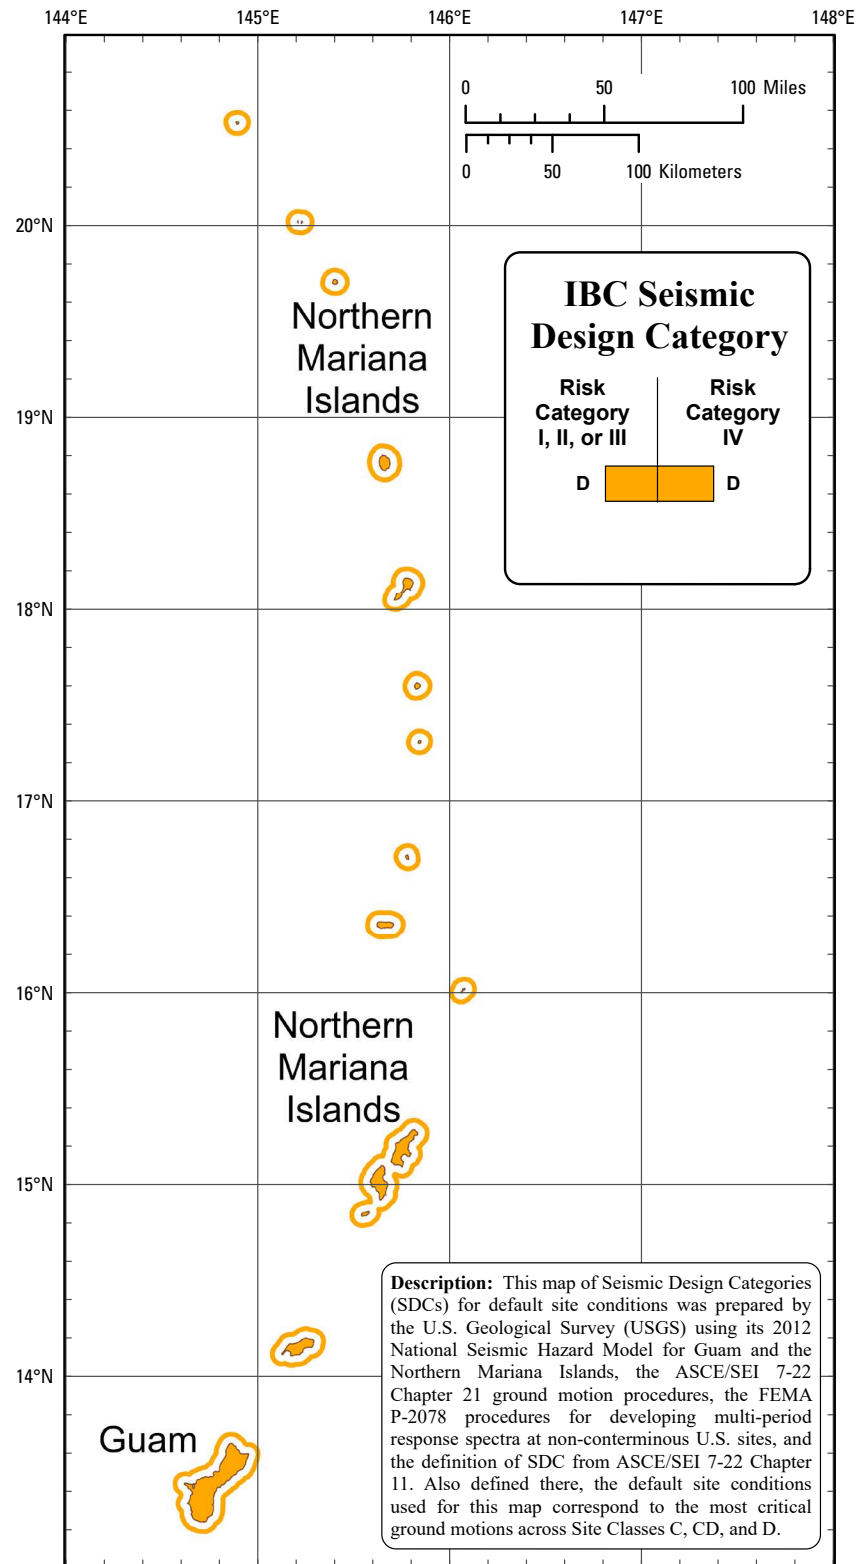 144°E 145°E 146°E 147°E 148°E
0 50 100 Miles
0 50 100 Kilometers
20°N
IBC Seismic
Design Category
Risk
Category
I, II, or III
Risk
Category
IV
D D
Northern
Mariana
Islands
19°N
18°N
17°N
16°N
Northern
Mariana
Islands
15°N
14°N
Guam
Description: This map of Seismic Design Categories
(SDCs) for default site conditions was prepared by
the U.S. Geological Survey (USGS) using its 2012
National Seismic Hazard Model for Guam and the
Northern Mariana Islands, the ASCE/SEI 7-22
Chapter 21 ground motion procedures, the FEMA
P-2078 procedures for developing multi-period
response spectra at non-conterminous U.S. sites, and
the definition of SDC from ASCE/SEI 7-22 Chapter
11. Also defined there, the default site conditions
used for this map correspond to the most critical
ground motions across Site Classes C, CD, and D.